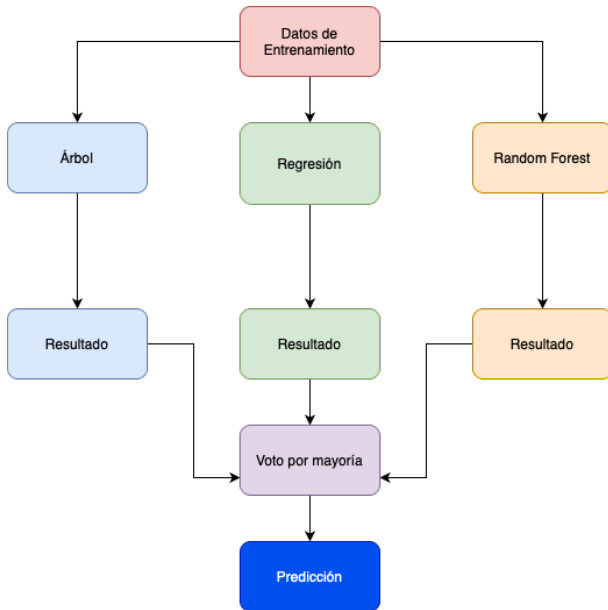 Datos de
Entrenamiento
Árbol
Regresión
Random Forest
Resultado
Resultado
Resultado
Voto por mayoría
Predicción